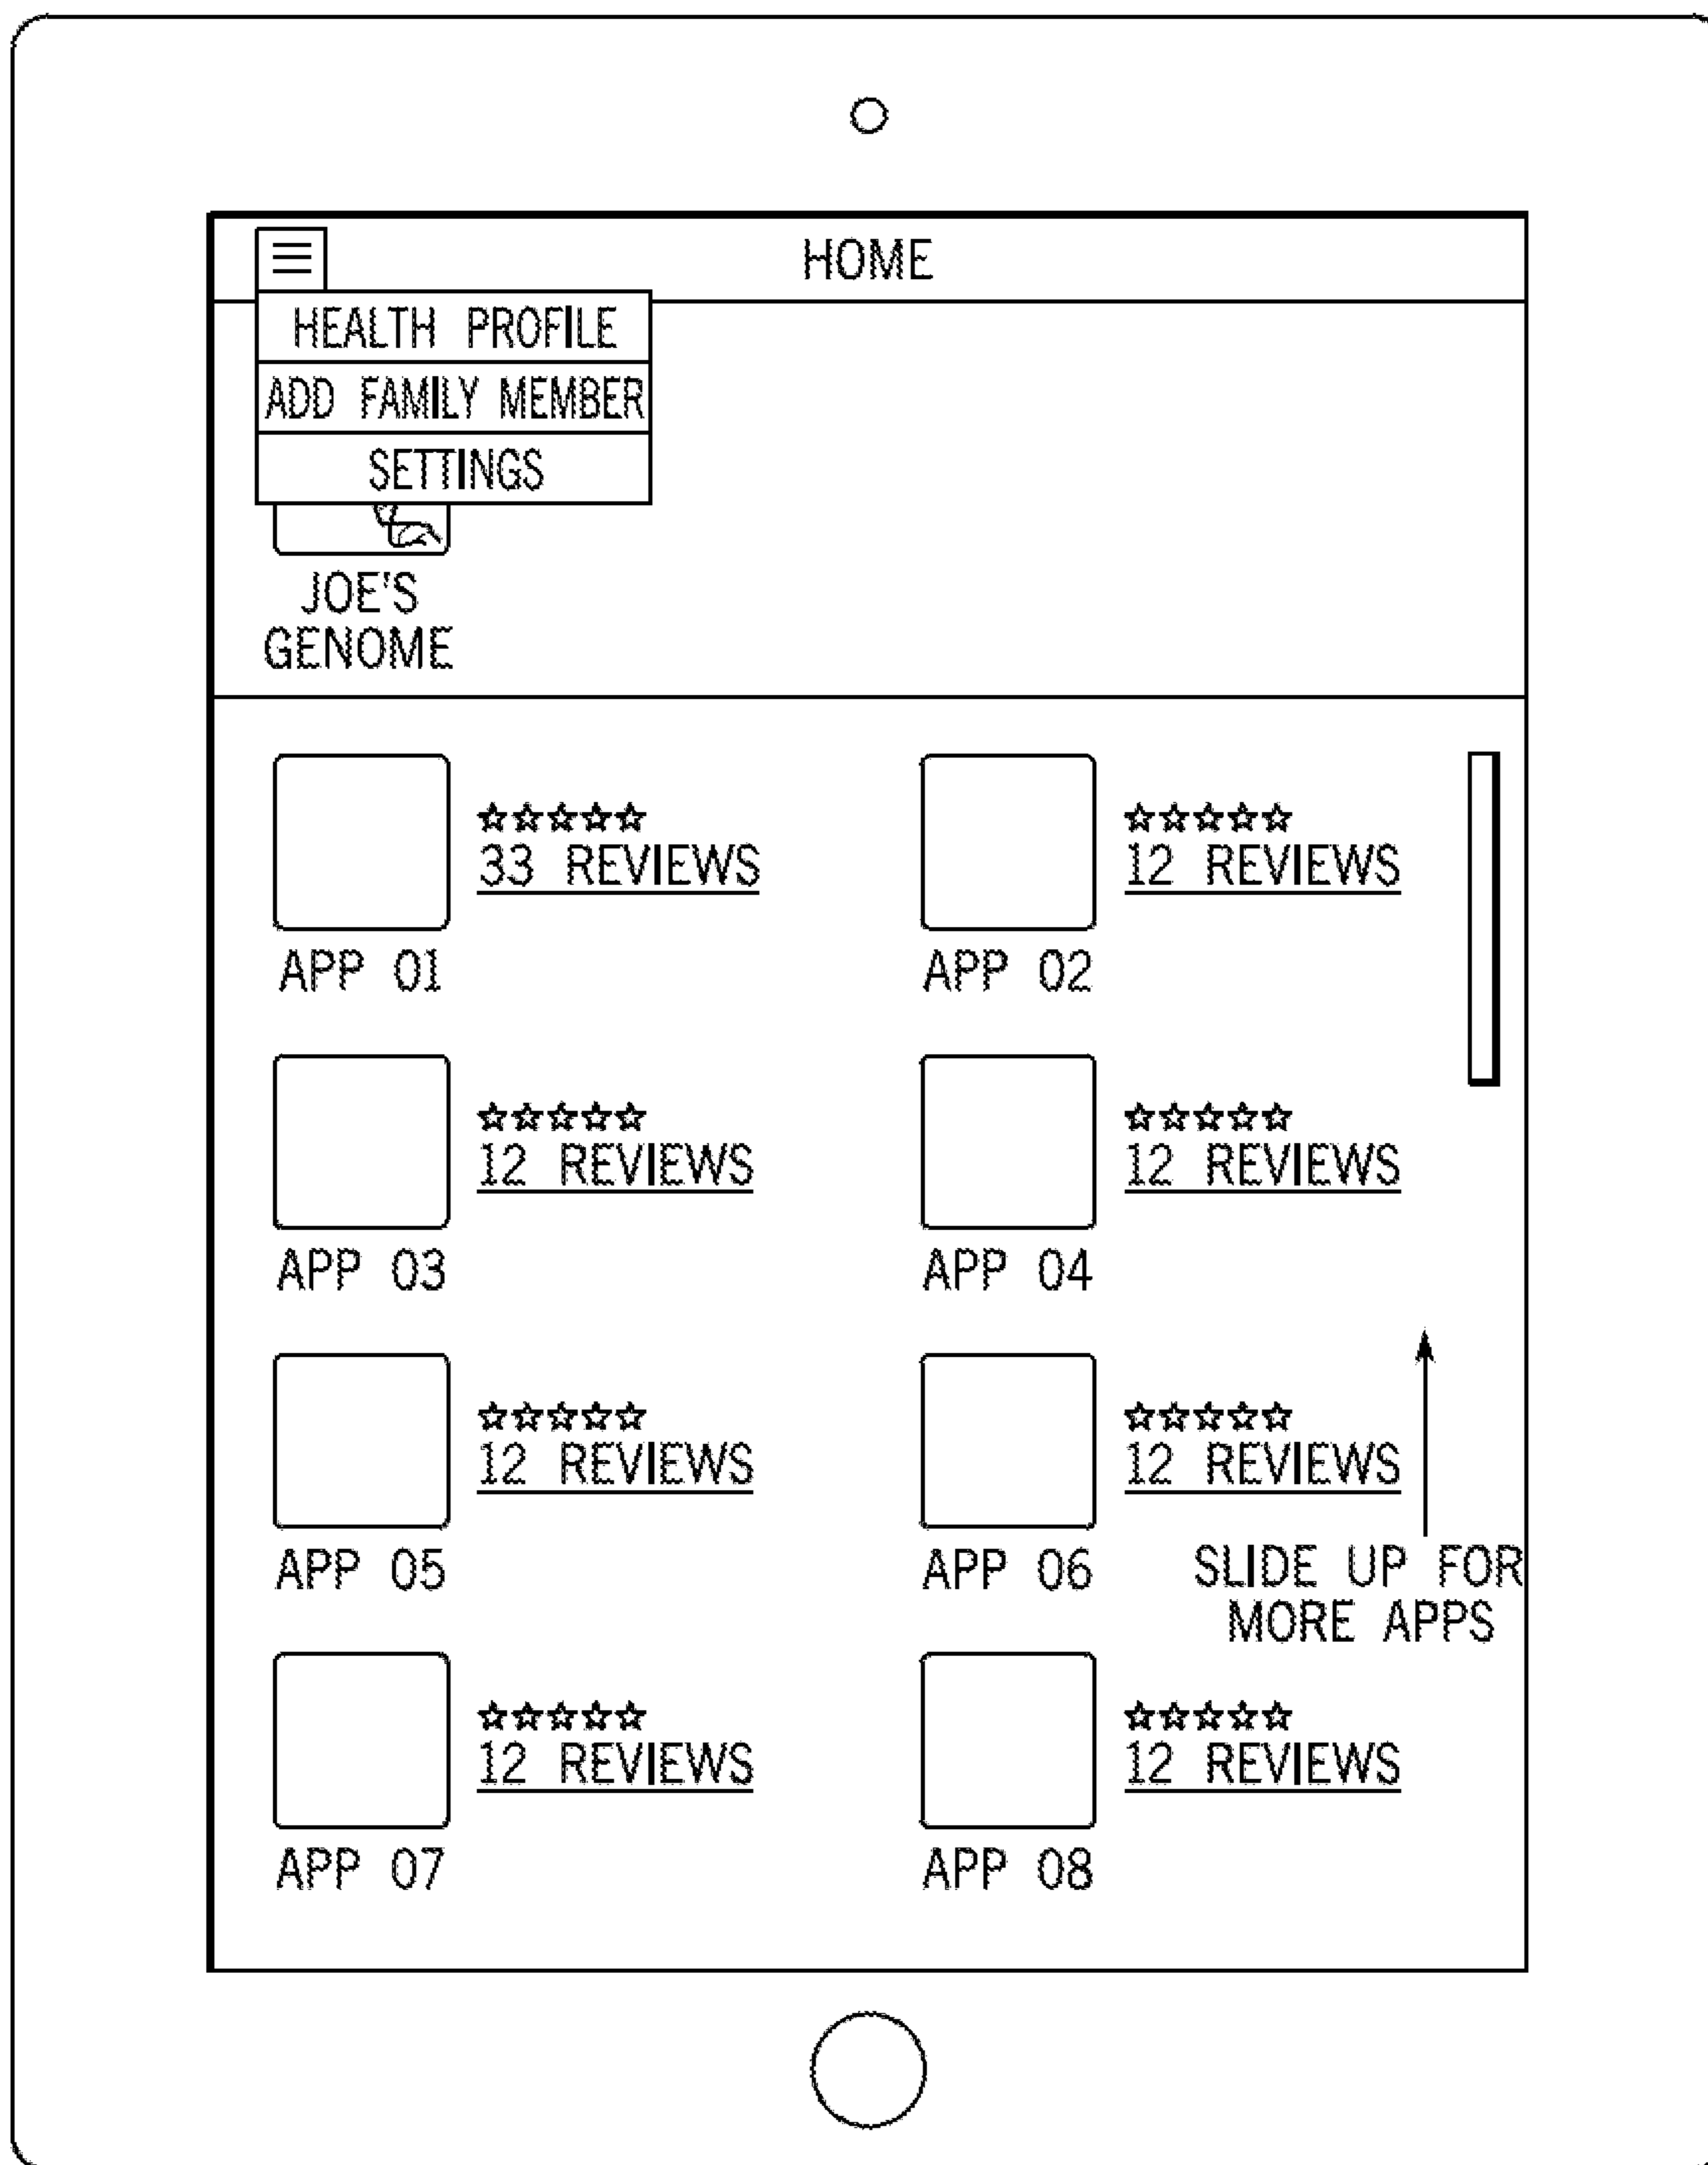 HOME
HEALTH PROFILE
ADD FAMILY MEMBER
SETTINGS
JOE'S
GENOME
33 REVIEWS
12 REVIEWS
APP 01
APP 02
12 REVIEWS
12 REVIEWS
APP 03
APP 04
12 REVIEWS
12 REVIEWS
APP 05
APP 06
SLIDE UP FOR
MORE APPS
12 REVIEWS
12 REVIEWS
APP 07
APP 08